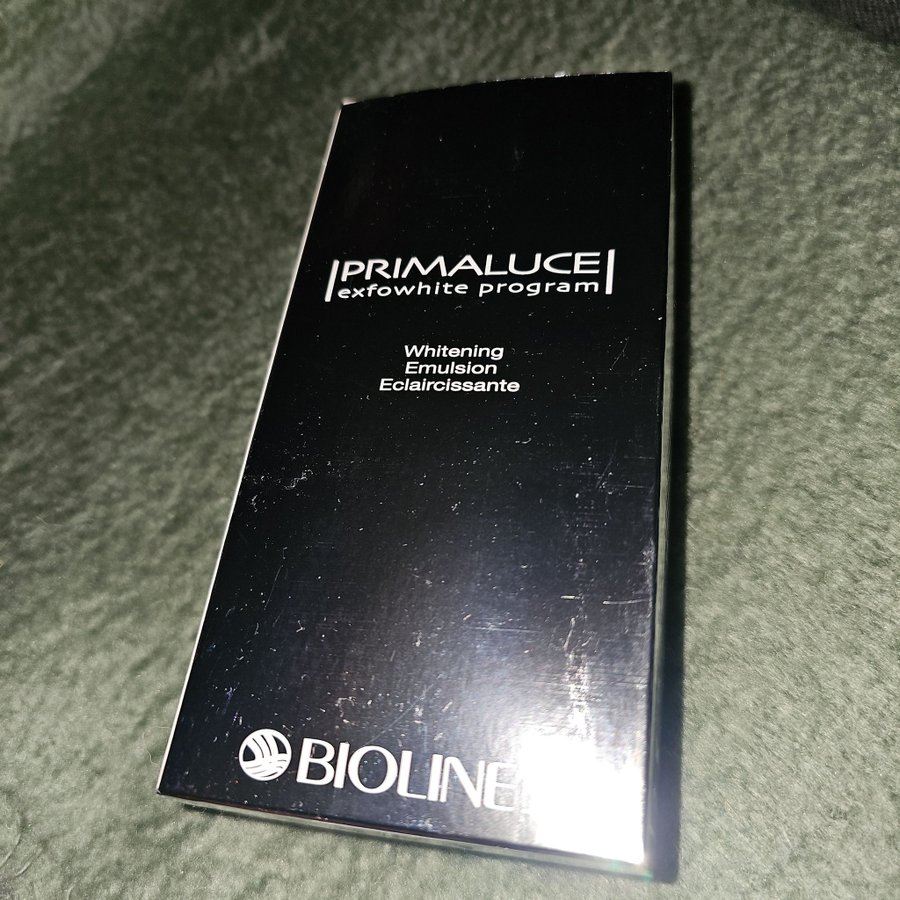 PRIMALUCE
exfowhite program
Whitening
Emulsion
Eclaircissante
BIOLINE